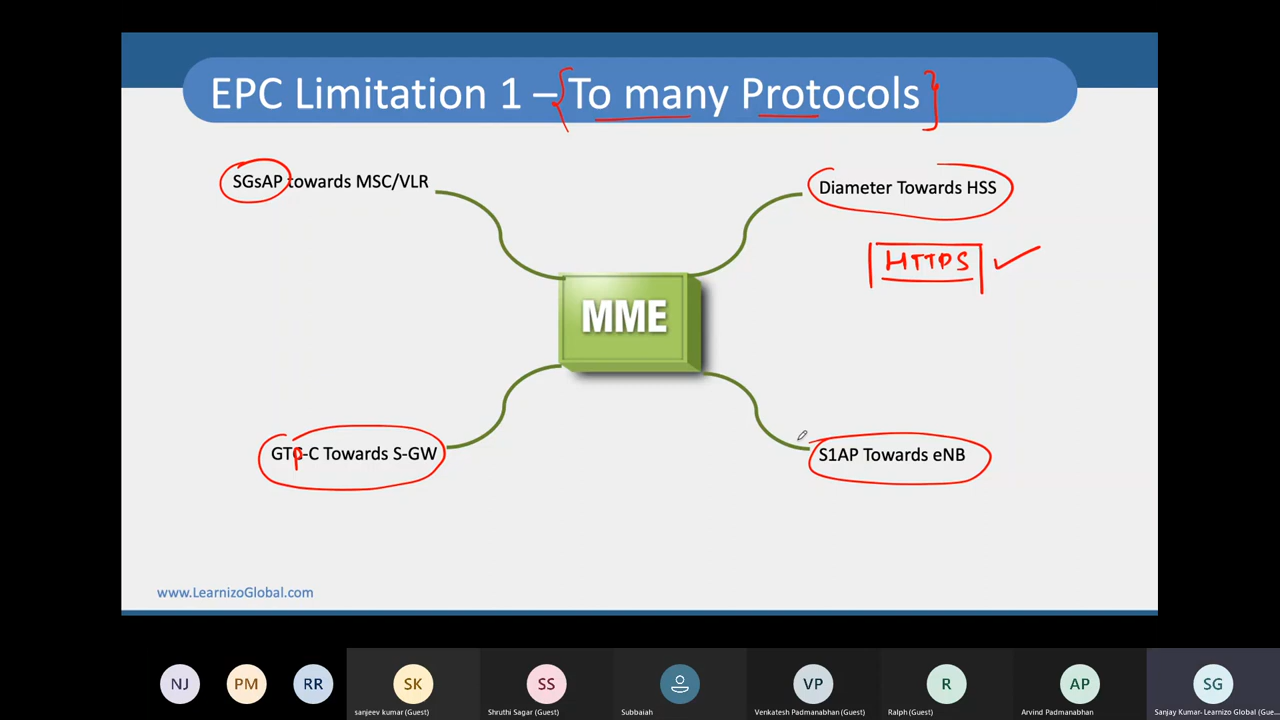 EPC Limitation 1 – To many Protocols
SGsAP towards MSC/VLR
Diameter Towards HSS
HTTPS
MME
GTP-C Towards S-GW
S1AP Towards eNB
www.LearnizoGlobal.com
NJ
PM
RR
SK
SS
VP
R
AP
SG
sanjeev kumar (Guest)
Shruthi Sagar (Guest)
Subbaiah
Venkatesh Padmanabhan (Guest)
Ralph (Guest)
Arvind Padmanabhan
Sanjay Kumar- Learnizo Global (Gue...